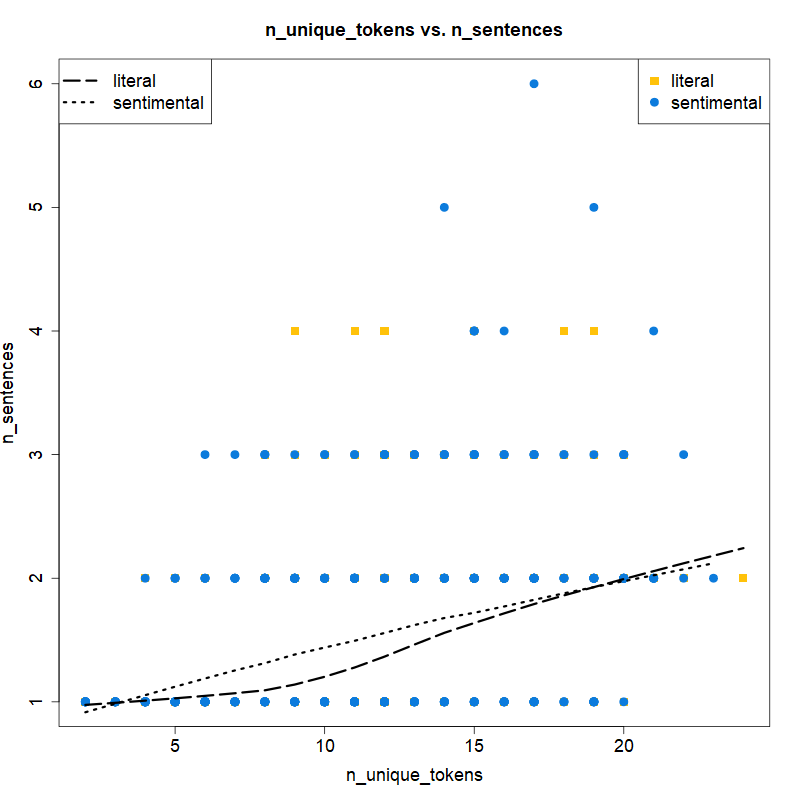 n_unique_tokens vs. n_sentences
literal
sentimental
literal
sentimental
n_sentences
6
5
4
3
2
1
5
10
15
20
n_unique_tokens